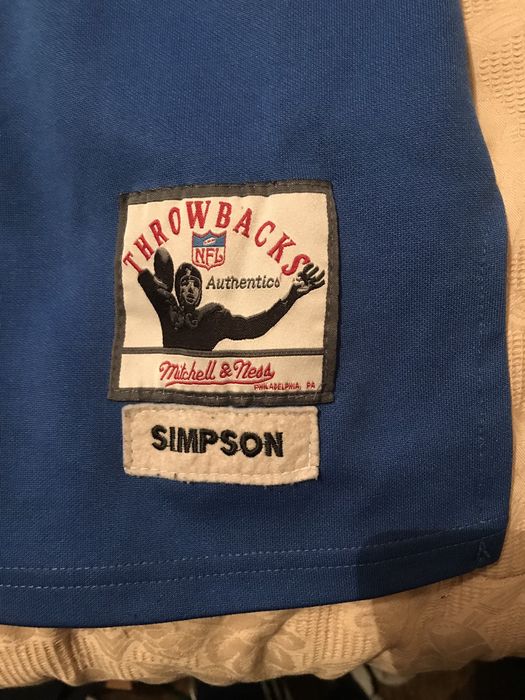 THROWBACKS
NFL
Authentics
Mitchell & Ness
PHILADELPHIA, PA
SIMPSON